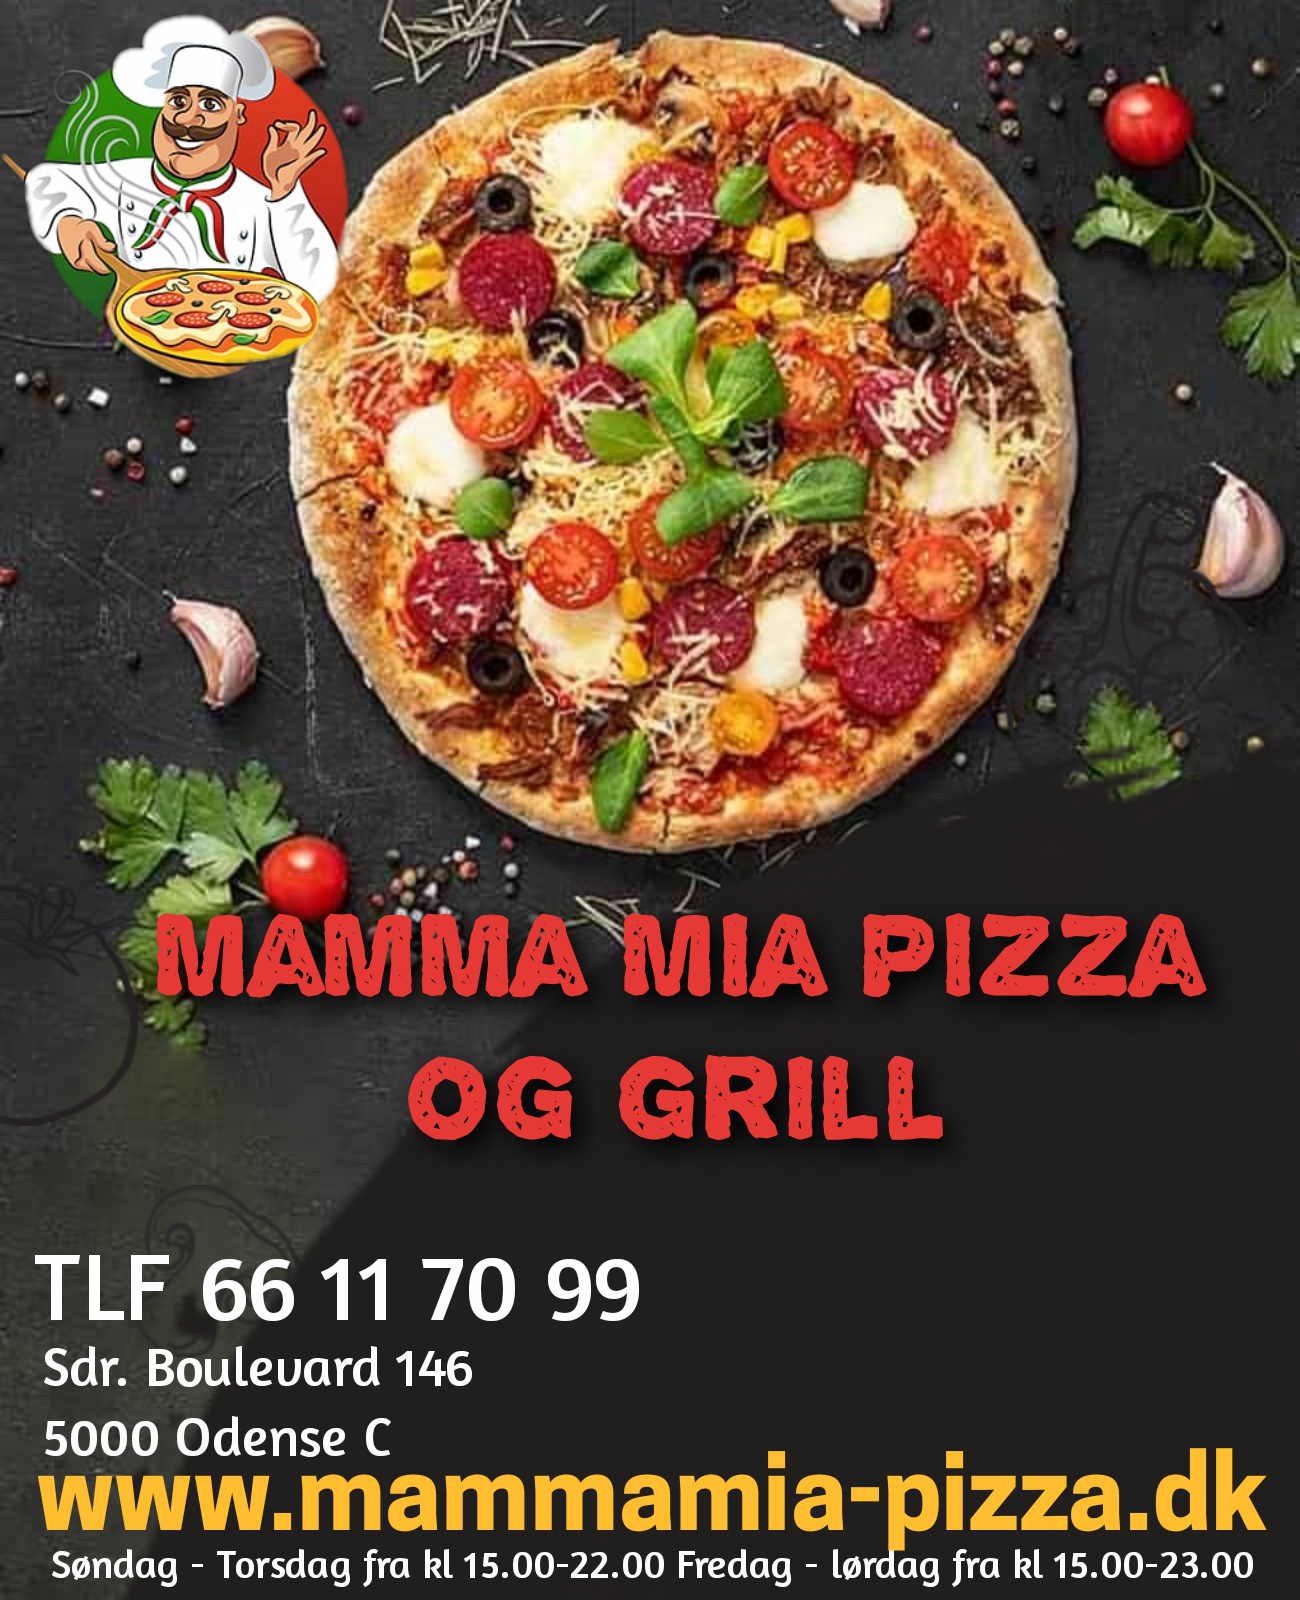 MAMMA MIA PIZZA
OG GRILL
TLF 66 11 70 99
Sdr. Boulevard 146
5000 Odense C
www.mammamia-pizza.dk
Søndag - Torsdag fra kl 15.00-22.00 Fredag - lørdag fra kl 15.00-23.00